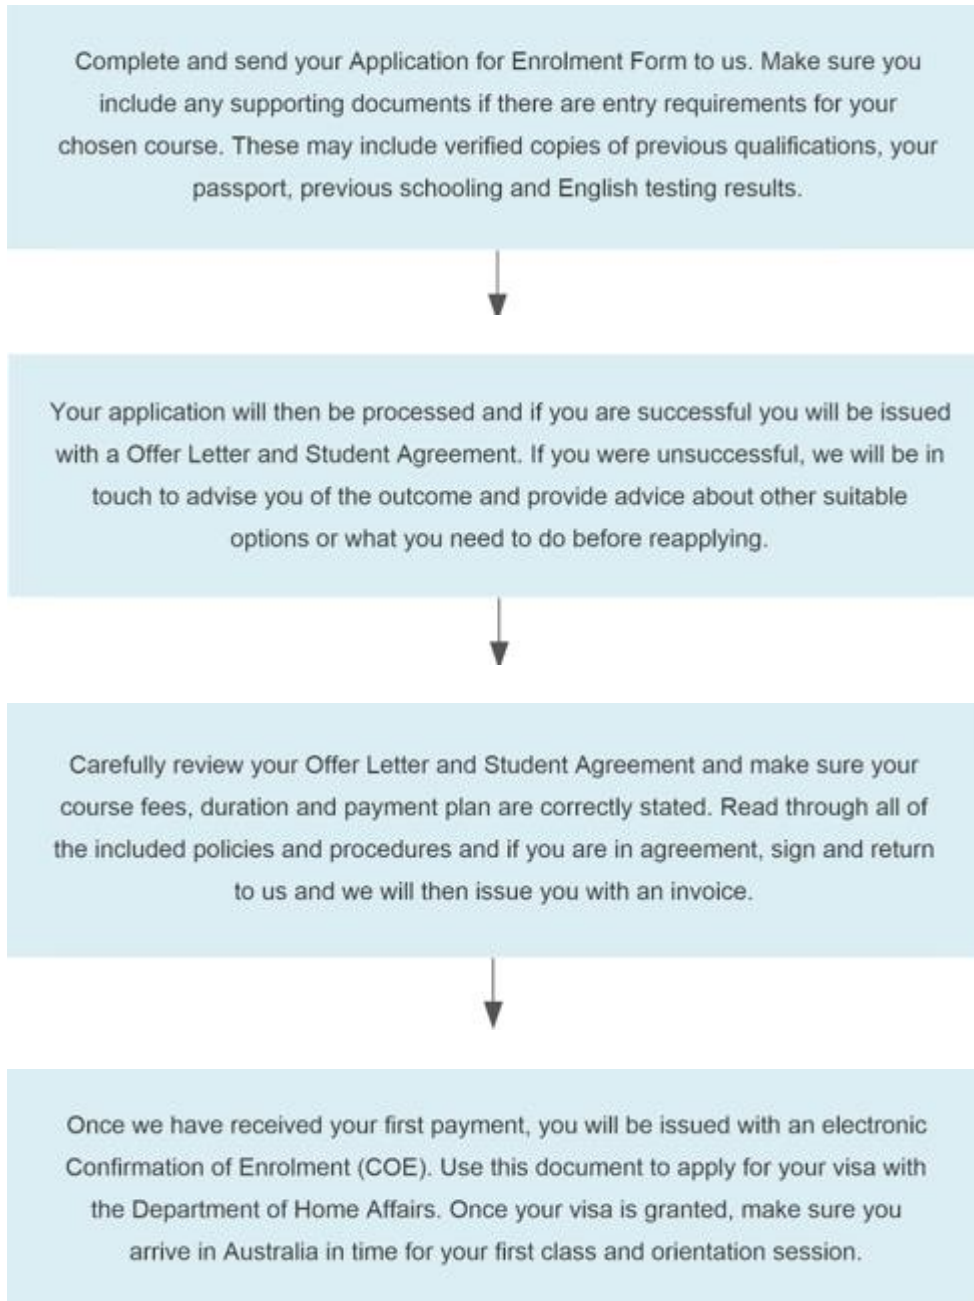 Complete and send your Application for Enrolment Form to us. Make sure you
include any supporting documents if there are entry requirements for your
chosen course. These may include verified copies of previous qualifications, your
passport, previous schooling and English testing results.
Your application will then be processed and if you are successful you will be issued
with a Offer Letter and Student Agreement. If you were unsuccessful, we will be in
touch to advise you of the outcome and provide advice about other suitable
options or what you need to do before reapplying.
Carefully review your Offer Letter and Student Agreement and make sure your
course fees, duration and payment plan are correctly stated. Read through all of
the included policies and procedures and if you are in agreement, sign and return
to us and we will then issue you with an invoice.
Once we have received your first payment, you will be issued with an electronic
Confirmation of Enrolment (COE). Use this document to apply for your visa with
the Department of Home Affairs. Once your visa is granted, make sure you
arrive in Australia in time for your first class and orientation session.